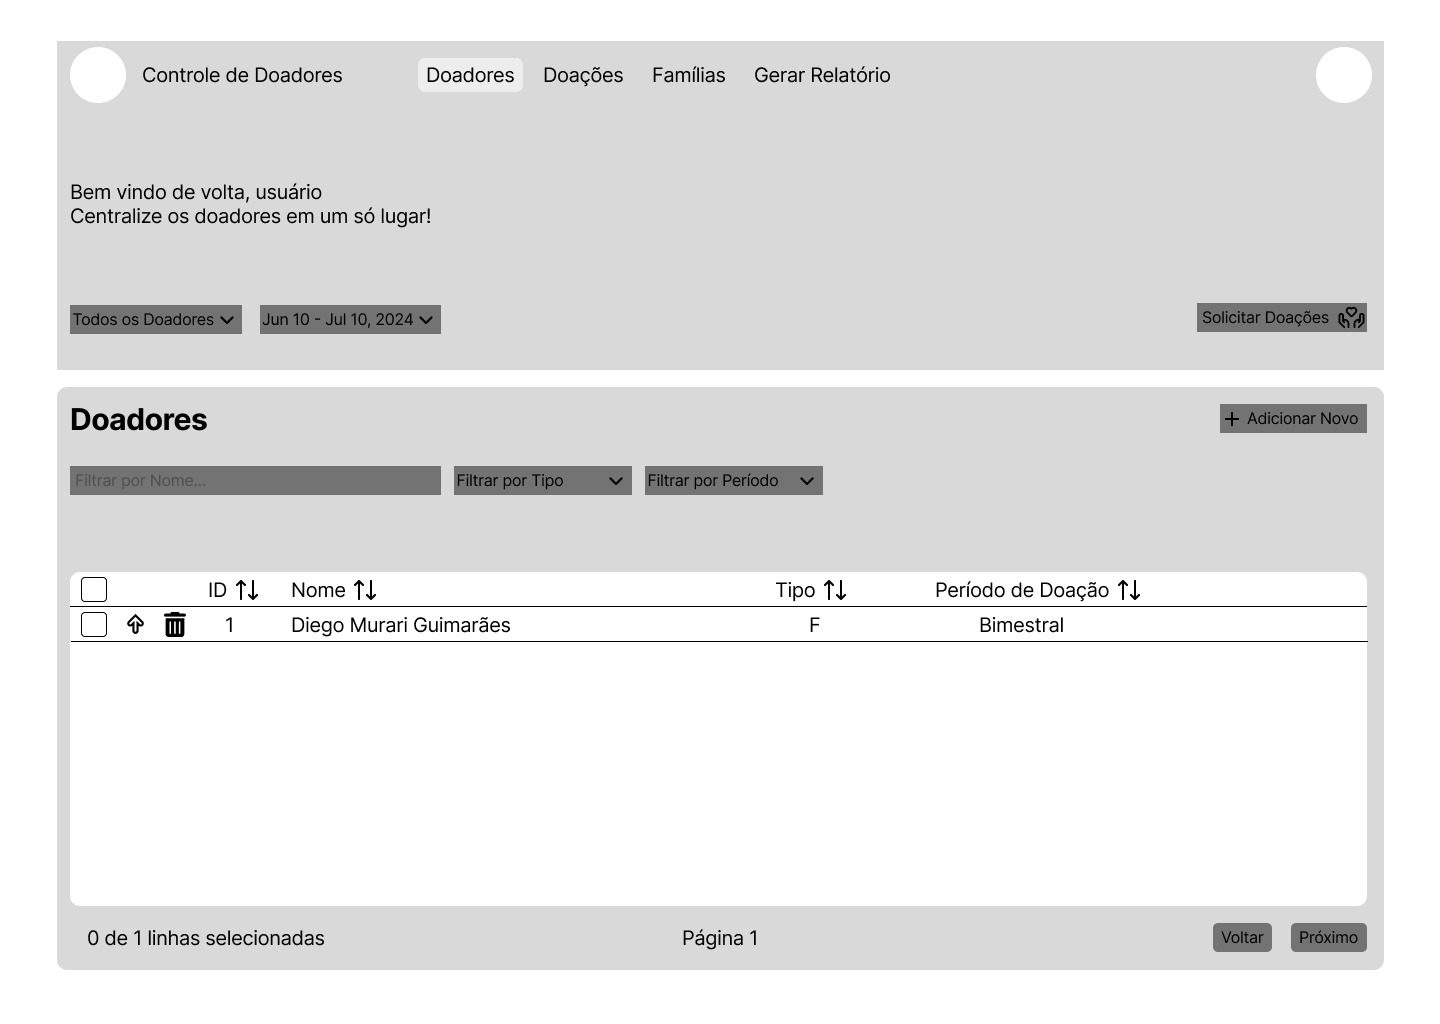 Controle de Doadores
Doadores
Doações
Famílias
Gerar Relatório
Bem vindo de volta, usuário
Centralize os doadores em um só lugar!
Todos os Doadores
Jun 10 - Jul 10, 2024
Solicitar Doações
Doadores
Adicionar Novo
Filtrar por Nome...
Filtrar por Tipo
Filtrar por Período
ID Nome Tipo Período de Doação
1 Diego Murari Guimarães F Bimestral
0 de 1 linhas selecionadas
Página 1
Voltar
Próximo